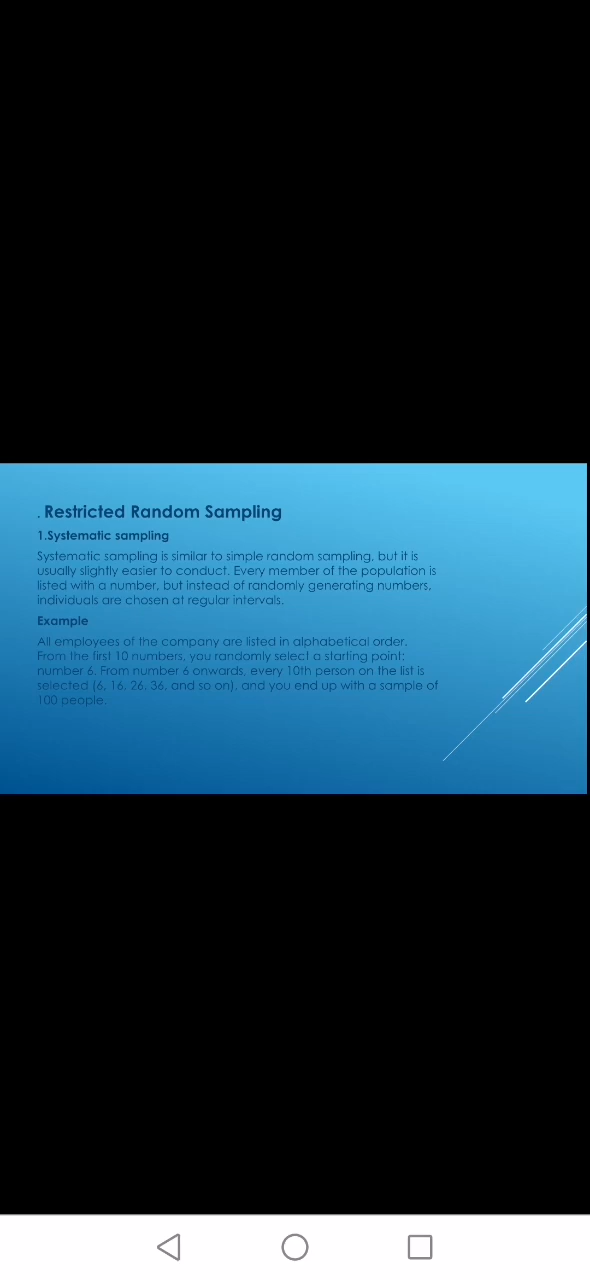 . Restricted Random Sampling
1.Systematic sampling
Systematic sampling is similar to simple random sampling, but it is
usually slightly easier to conduct. Every member of the population is
listed with a number, but instead of randomly generating numbers,
individuals are chosen at regular intervals.
Example
All employees of the company are listed in alphabetical order.
From the first 10 numbers, you randomly select a starting point:
number 6. From number 6 onwards, every 10th person on the list is
selected (6, 16, 26, 36, and so on), and you end up with a sample of
100 people.